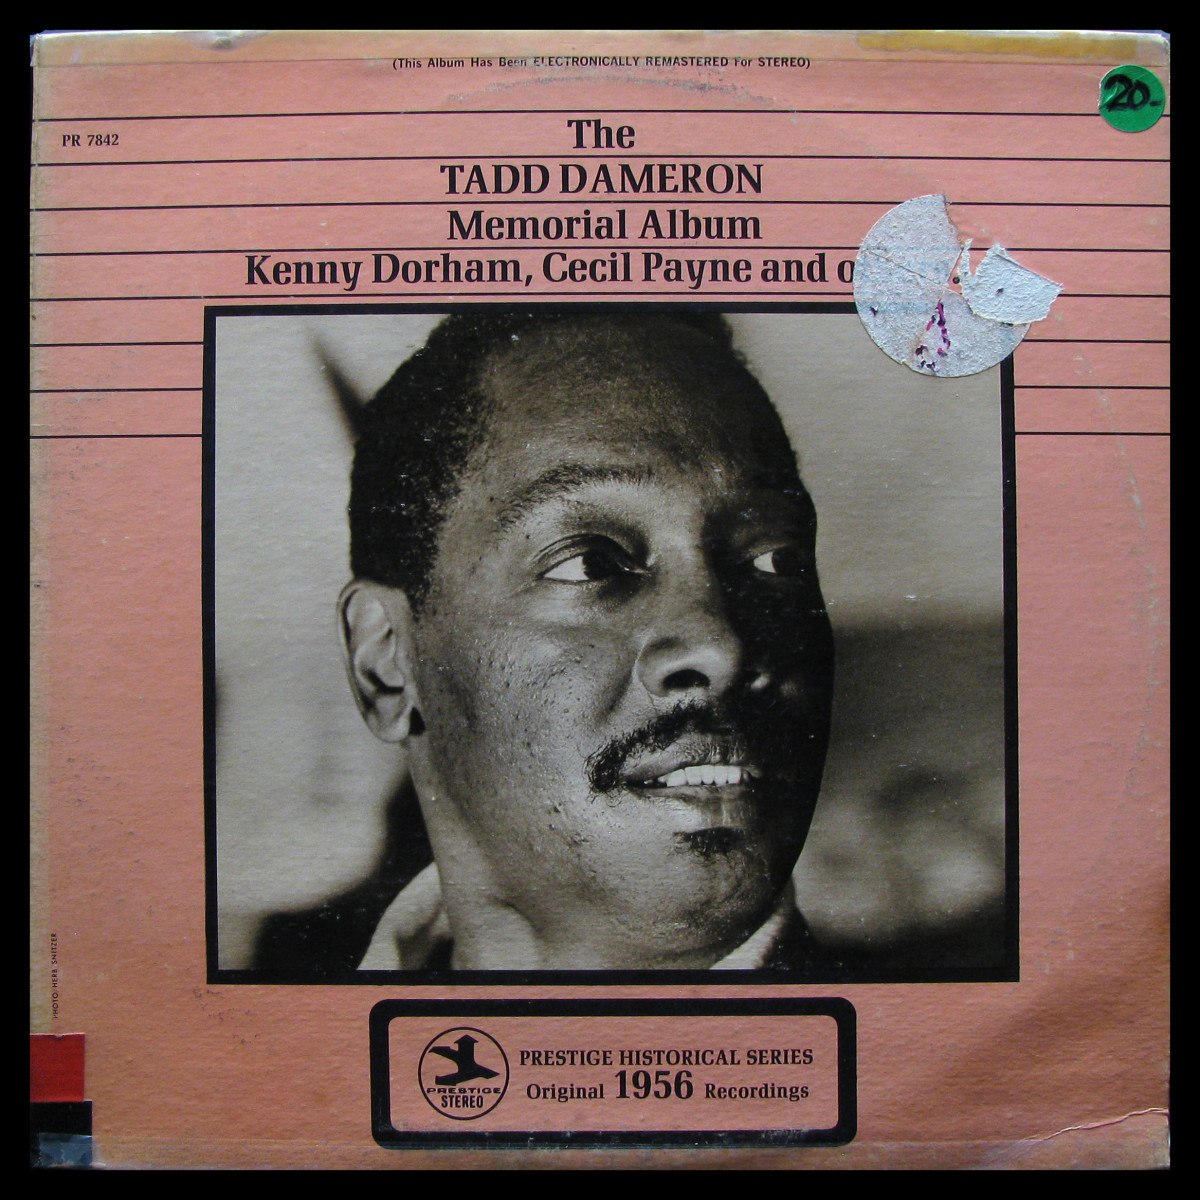 (This Album Has Been ELECTRONICALLY REMASTERED For STEREO)
20.-
PR 7842
The
TADD DAMERON
Memorial Album
Kenny Dorham, Cecil Payne and o
PHOTO: HERB SNITZER
PRESTIGE
STEREO
PRESTIGE HISTORICAL SERIES
Original 1956 Recordings